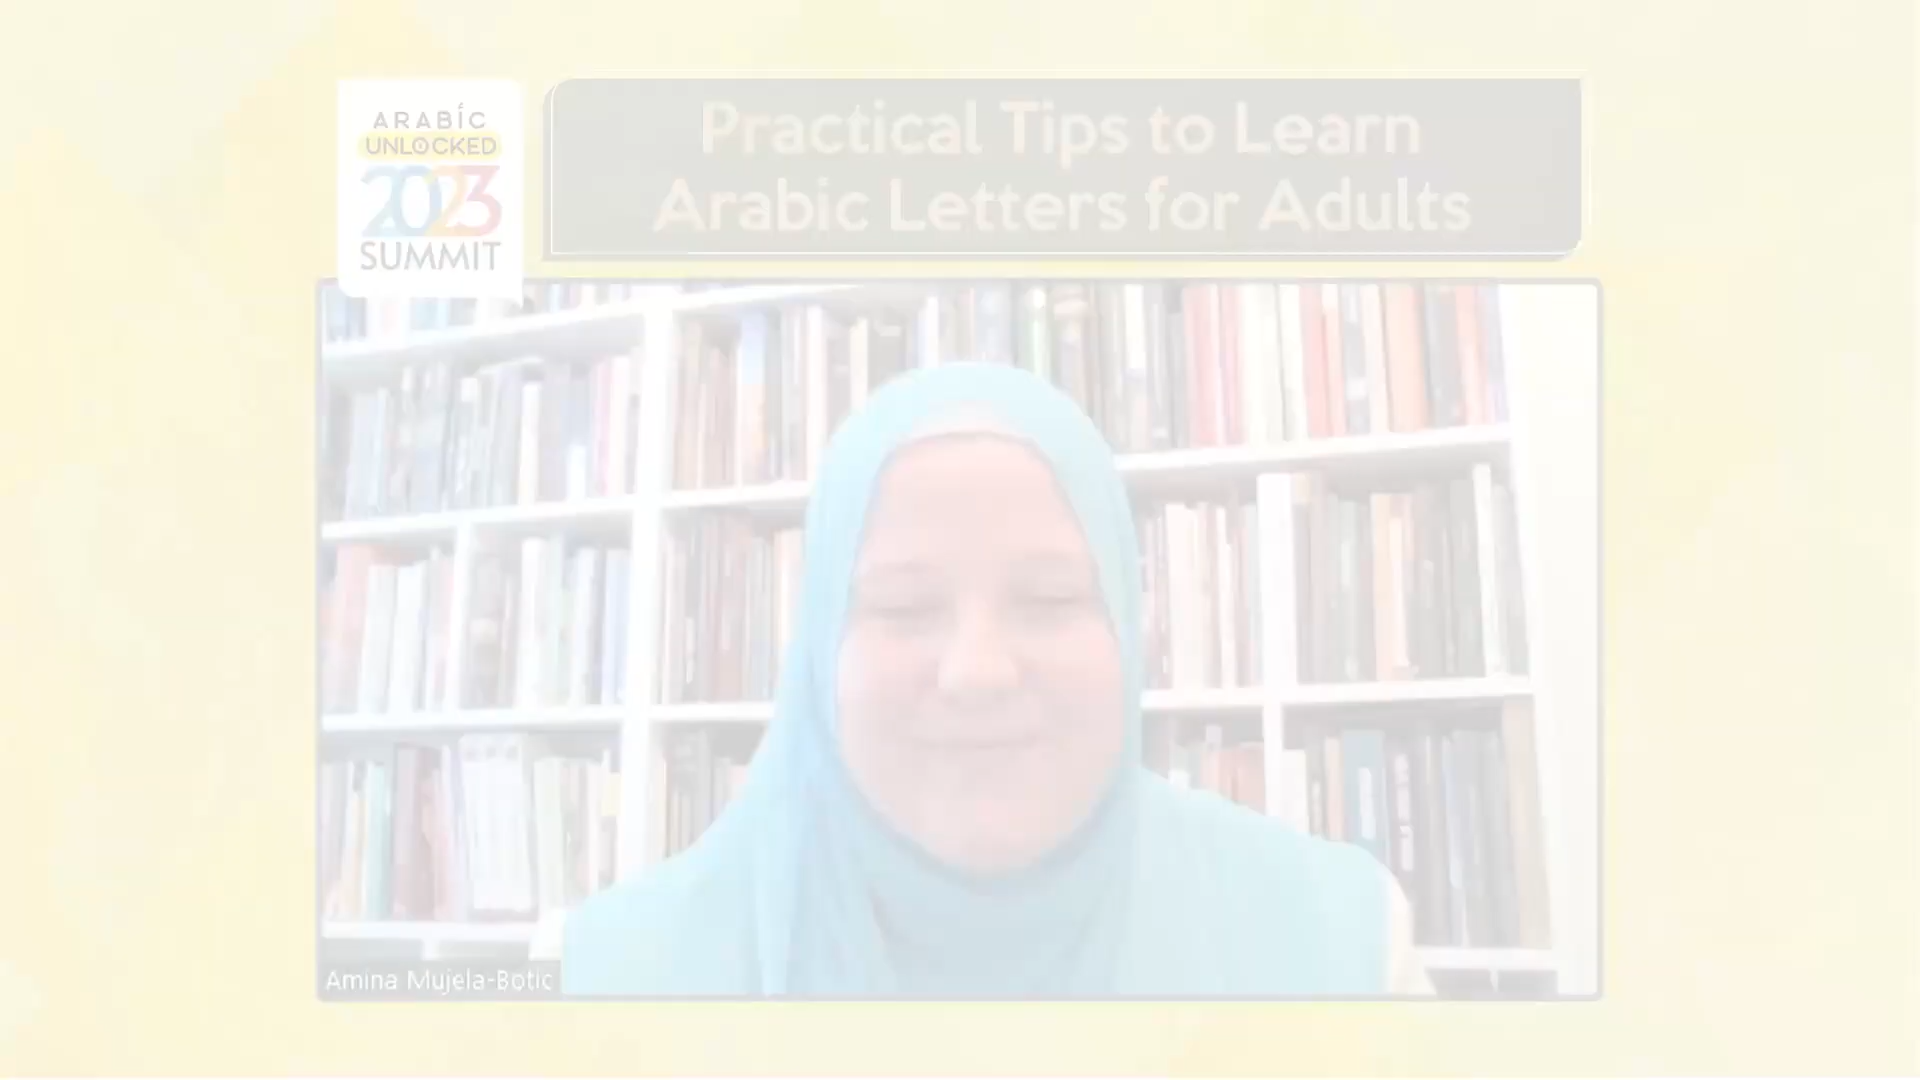 ARABIC
UNLOCKED
2023
SUMMIT
Practical Tips to Learn
Arabic Letters for Adults
Amina Mujela-Botic